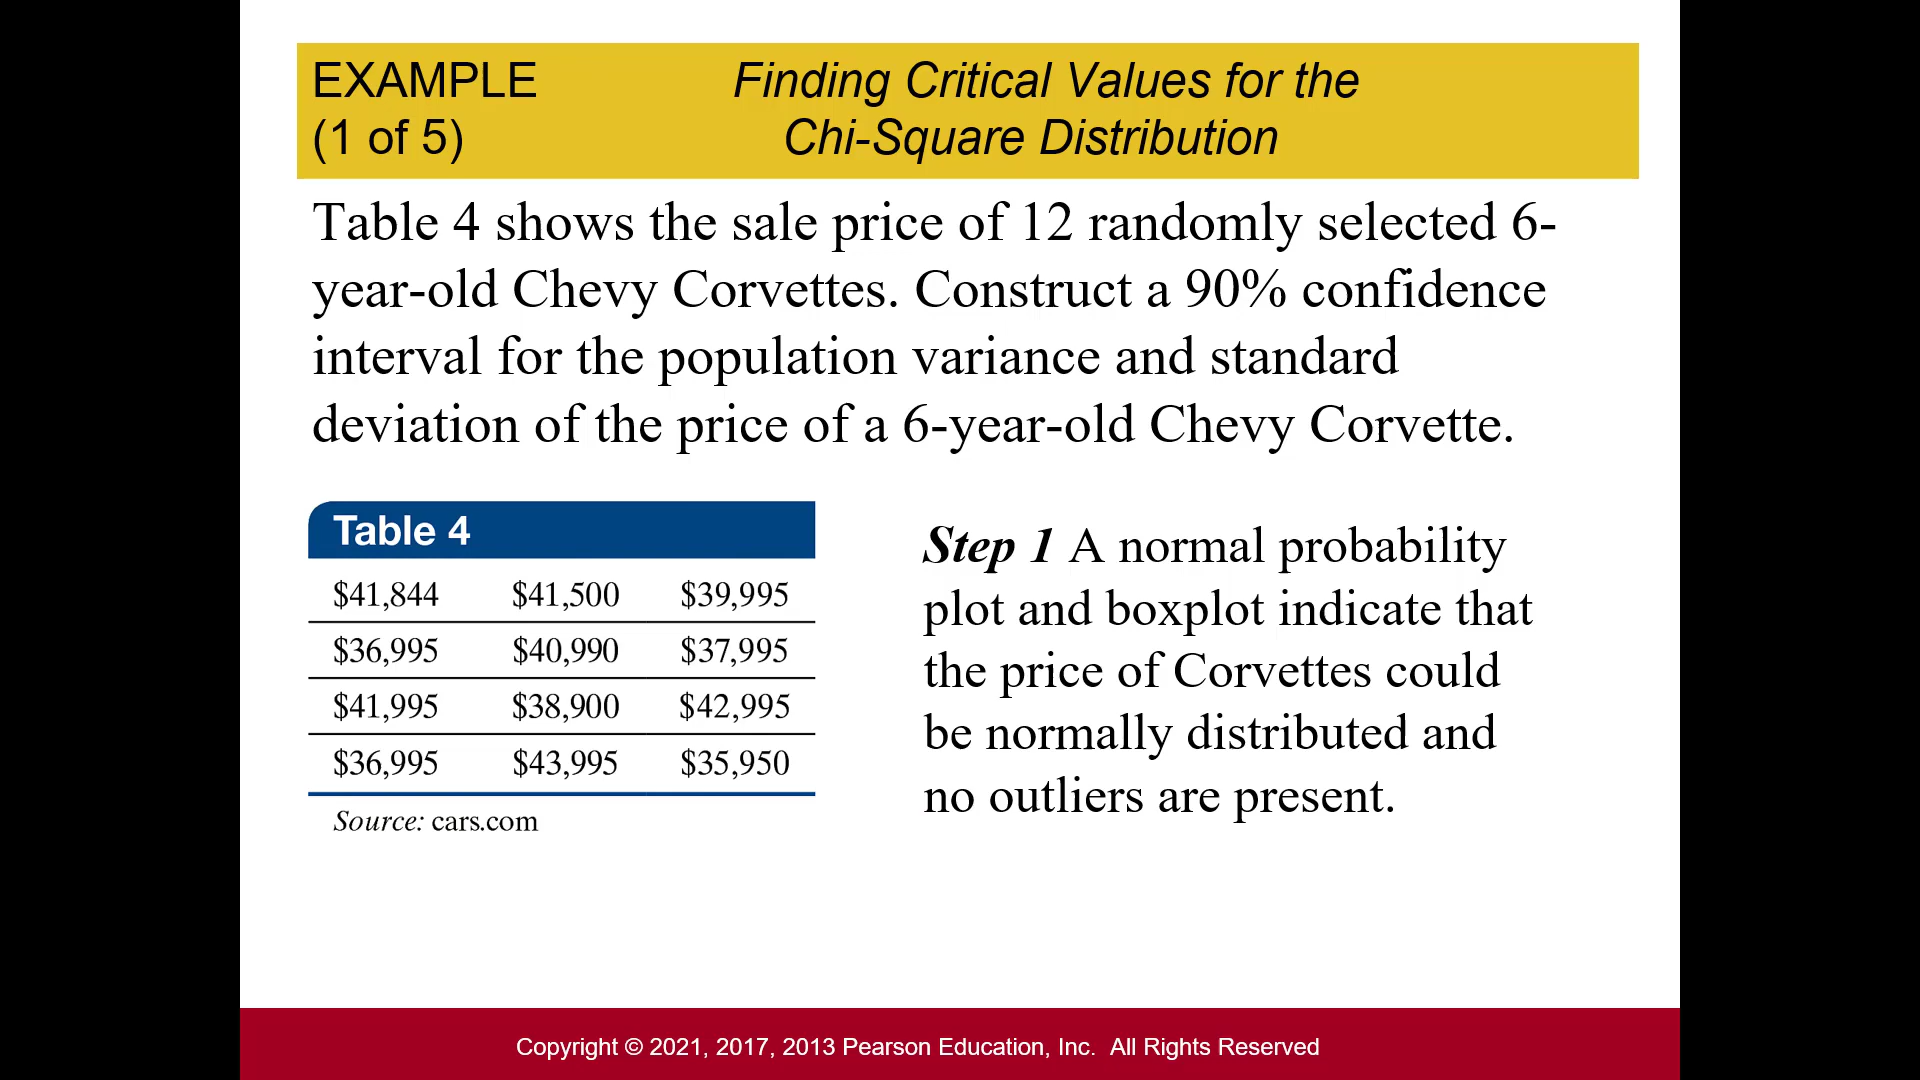 EXAMPLE
(1 of 5)
Finding Critical Values for the
Chi-Square Distribution
Table 4 shows the sale price of 12 randomly selected 6-
year-old Chevy Corvettes. Construct a 90% confidence
interval for the population variance and standard
deviation of the price of a 6-year-old Chevy Corvette.
Table 4
$41,844 $41,500 $39,995
$36,995 $40,990 $37,995
$41,995 $38,900 $42,995
$36,995 $43,995 $35,950
Source: cars.com
Step 1 A normal probability
plot and boxplot indicate that
the price of Corvettes could
be normally distributed and
no outliers are present.
Copyright © 2021, 2017, 2013 Pearson Education, Inc. All Rights Reserved